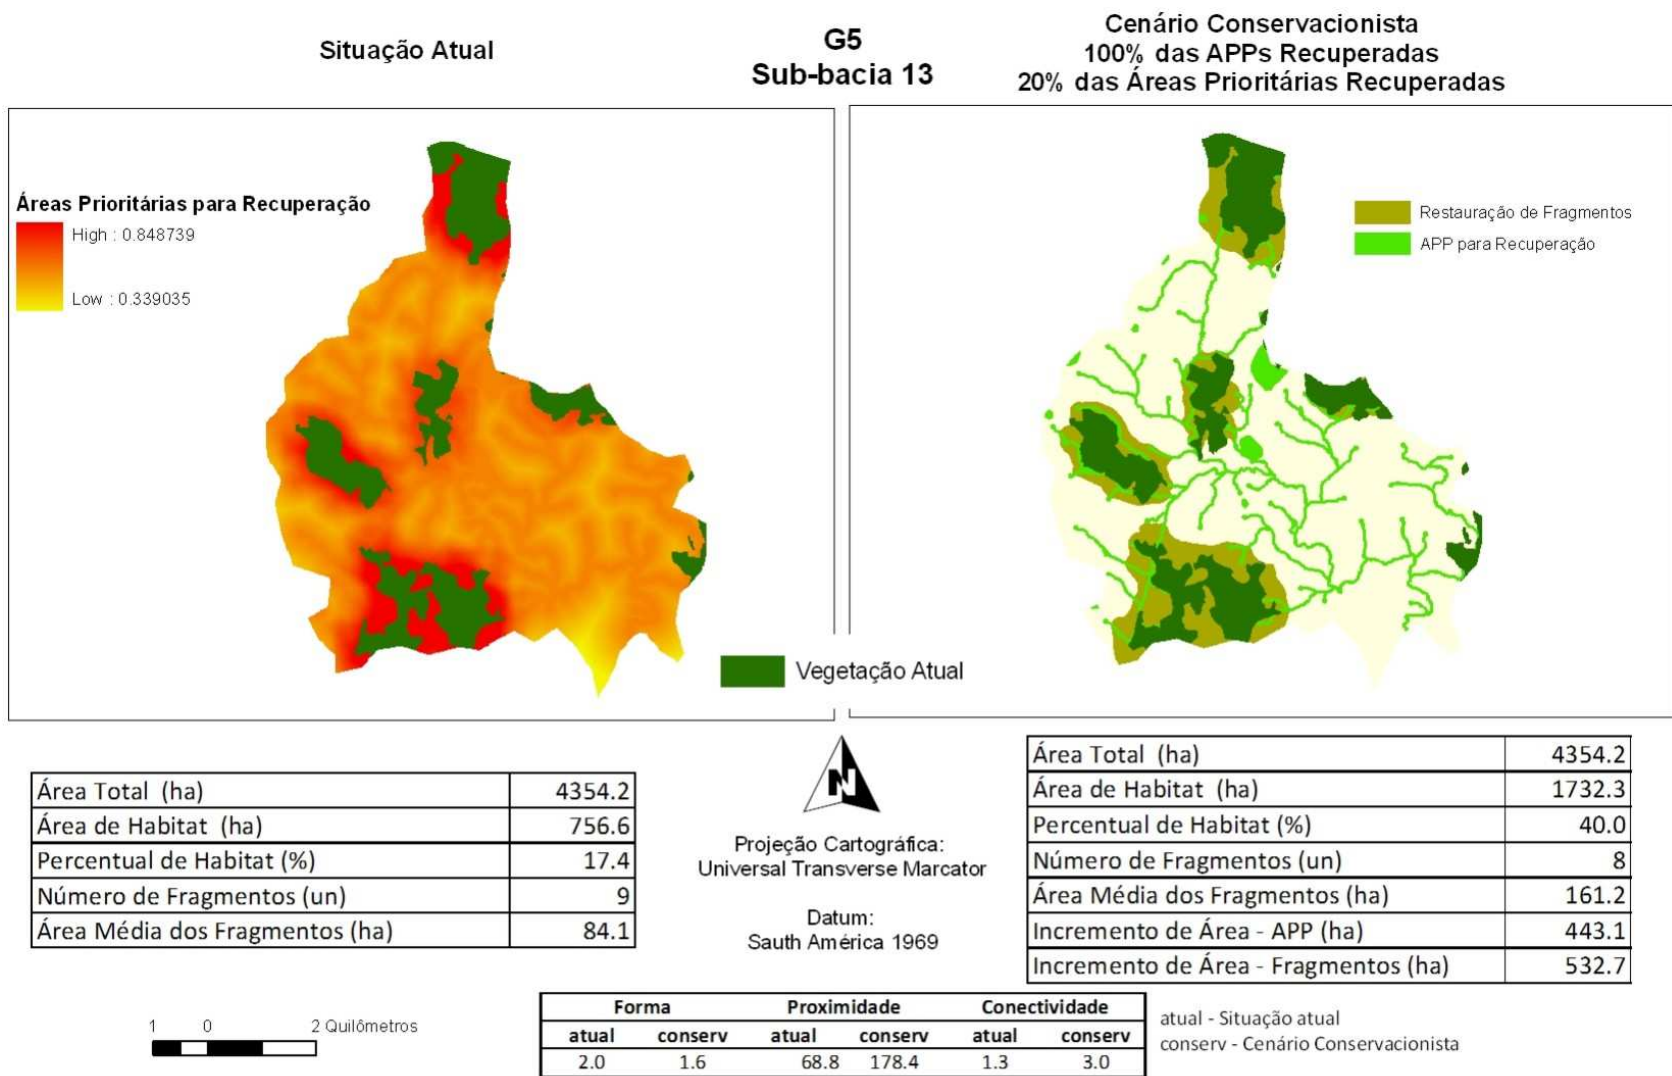 Situação Atual
G5
Sub-bacia 13
Cenário Conservacionista
100% das APPs Recuperadas
20% das Áreas Prioritárias Recuperadas
Áreas Prioritárias para Recuperação
High : 0.848739
Low : 0.339035
Restauração de Fragmentos
APP para Recuperação
Vegetação Atual
Área Total (ha) 4354.2
Área de Habitat (ha) 756.6
Percentual de Habitat (%) 17.4
Número de Fragmentos (un) 9
Área Média dos Fragmentos (ha) 84.1
N
Projeção Cartográfica:
Universal Transverse Marcator
Datum:
Sauth América 1969
Área Total (ha) 4354.2
Área de Habitat (ha) 1732.3
Percentual de Habitat (%) 40.0
Número de Fragmentos (un) 8
Área Média dos Fragmentos (ha) 161.2
Incremento de Área - APP (ha) 443.1
Incremento de Área - Fragmentos (ha) 532.7
1 0 2 Quilômetros
Forma Proximidade Conectividade
atual conserv atual conserv atual conserv
2.0 1.6 68.8 178.4 1.3 3.0
atual - Situação atual
conserv - Cenário Conservacionista